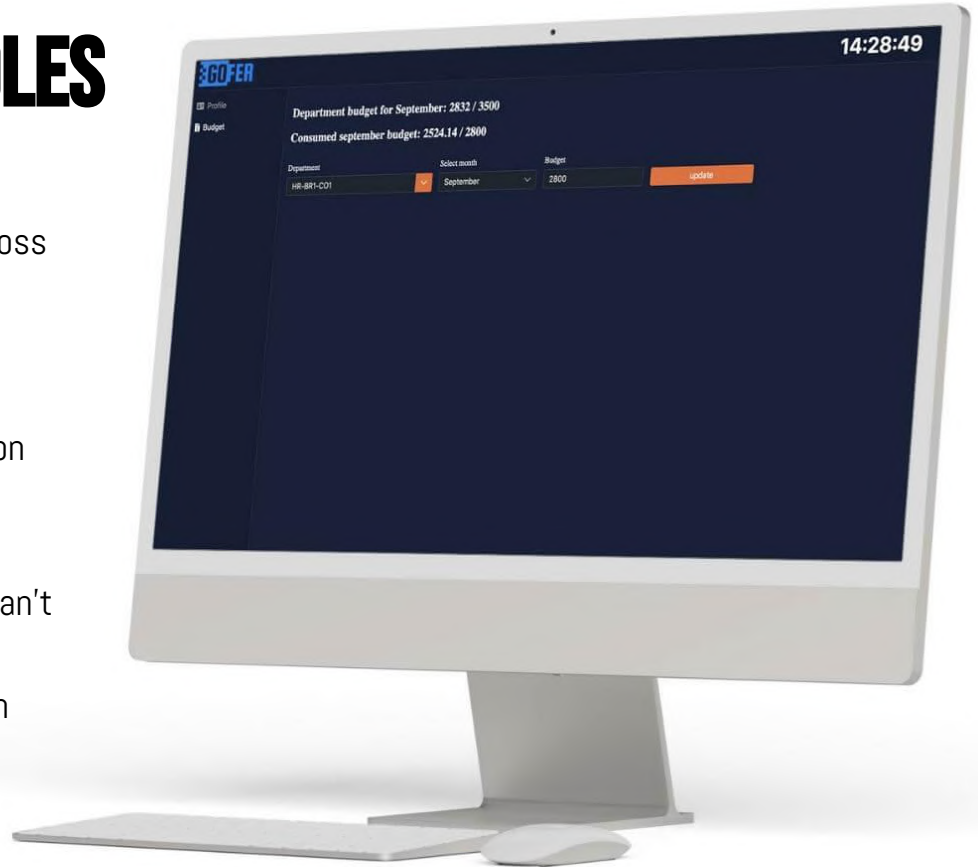 OLES
oss
on
an't
n
14:28:49
GOFER
Profile
Budget
Department budget for September: 2832 / 3500
Consumed september budget: 2524.14 / 2800
Department
Select month
Budget
HR-BR1-CO1
September
2800
update